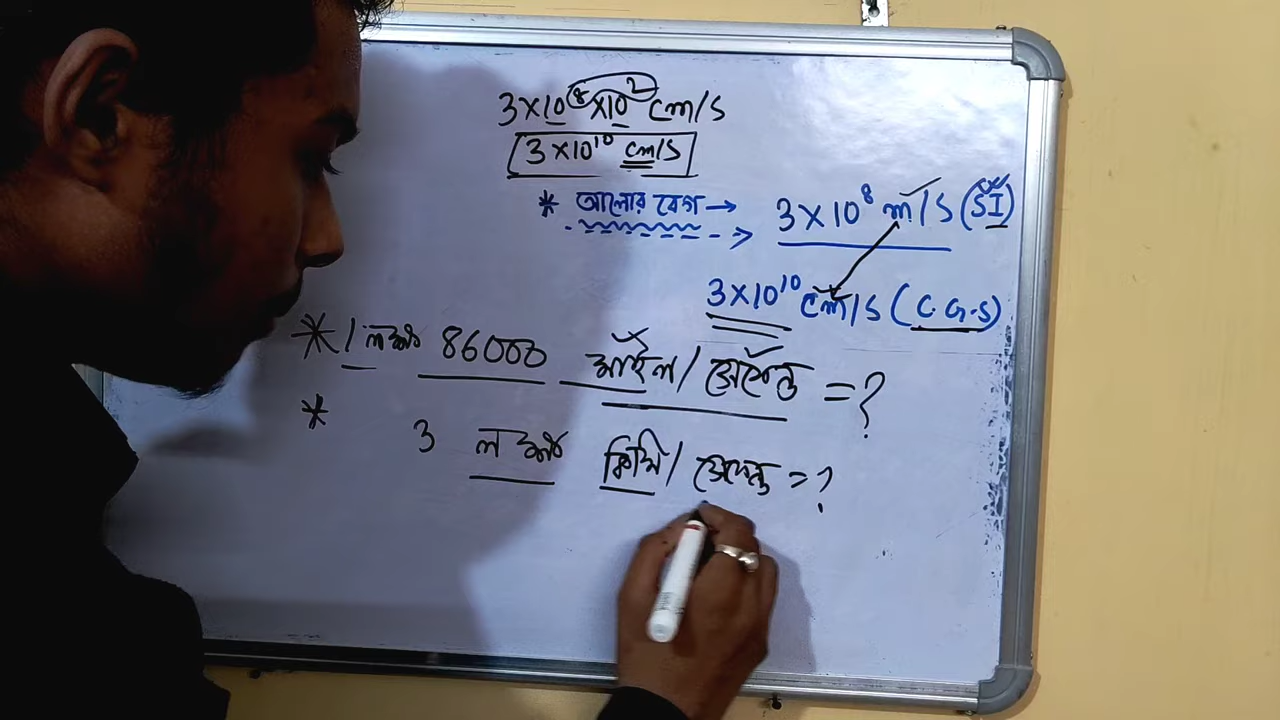 3×10⁸×10² cm/s
3×10¹⁰ cm/s
* আলোর বেগ → 3×10⁸ m/s (SI)
3×10¹⁰ cm/s (C.G.S)
* 1 লক্ষ 86000 মাইল/সেকেন্ড =?
* 3 লক্ষ কিমি/সেকেন্ড =?